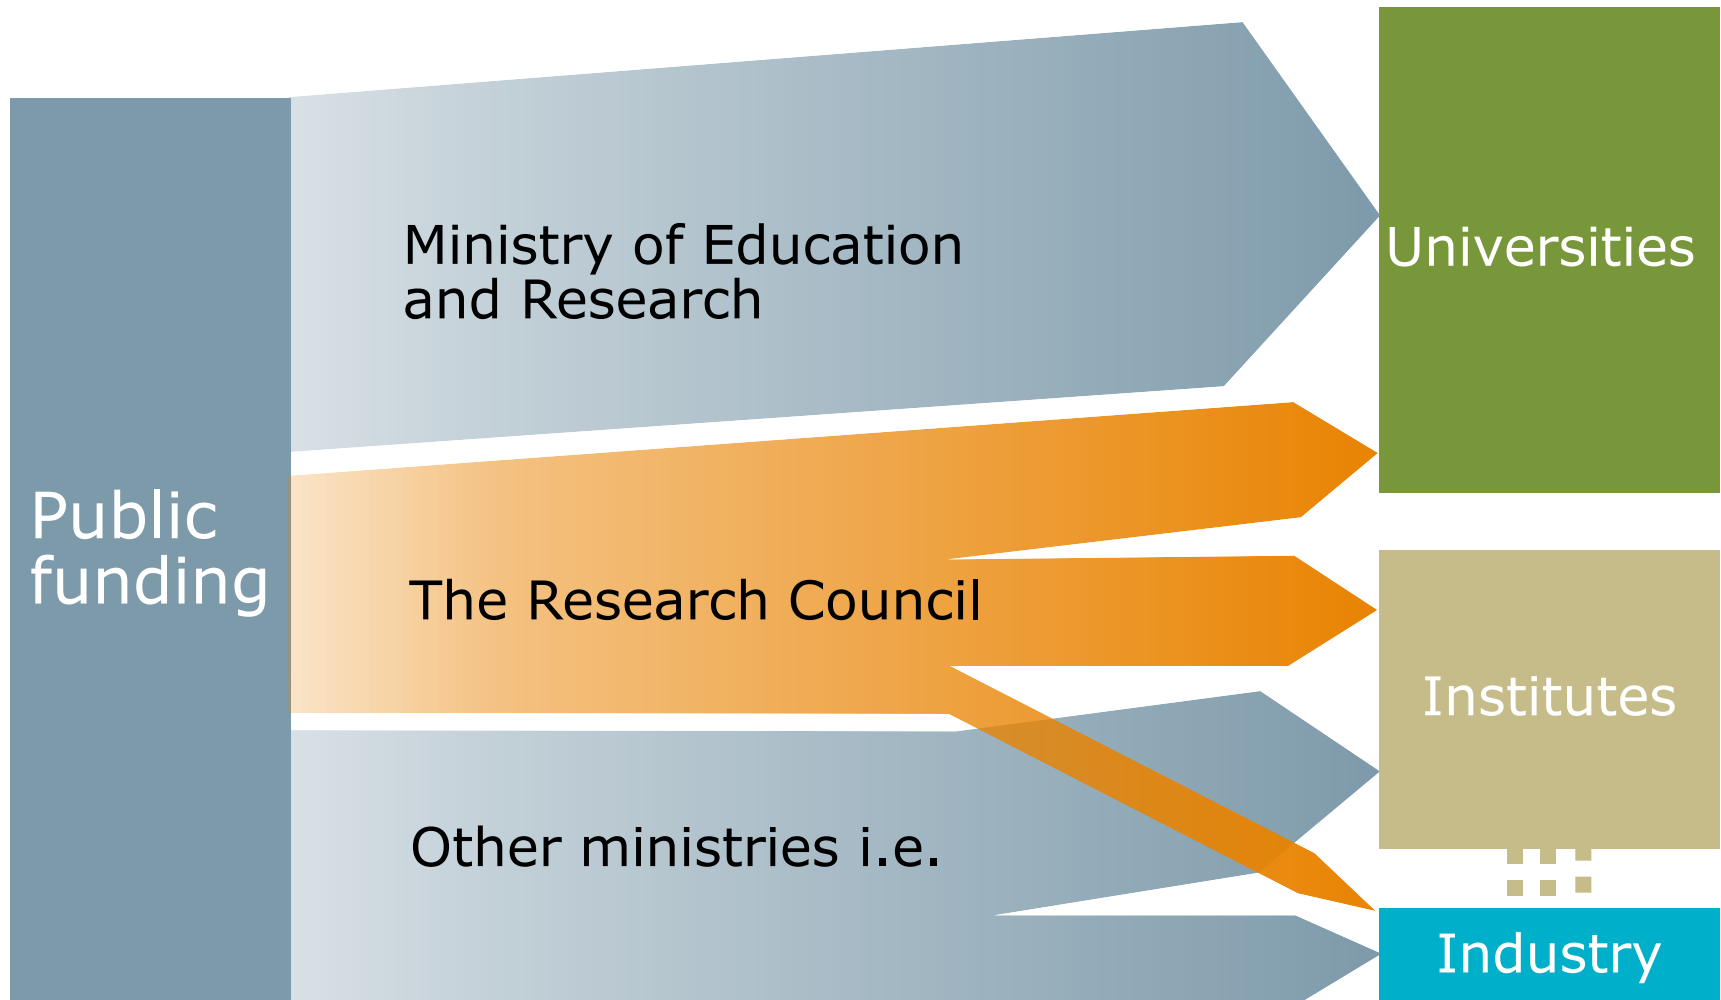 Ministry of Education
and Research
Universities
Public
funding
The Research Council
Institutes
Other ministries i.e.
Industry